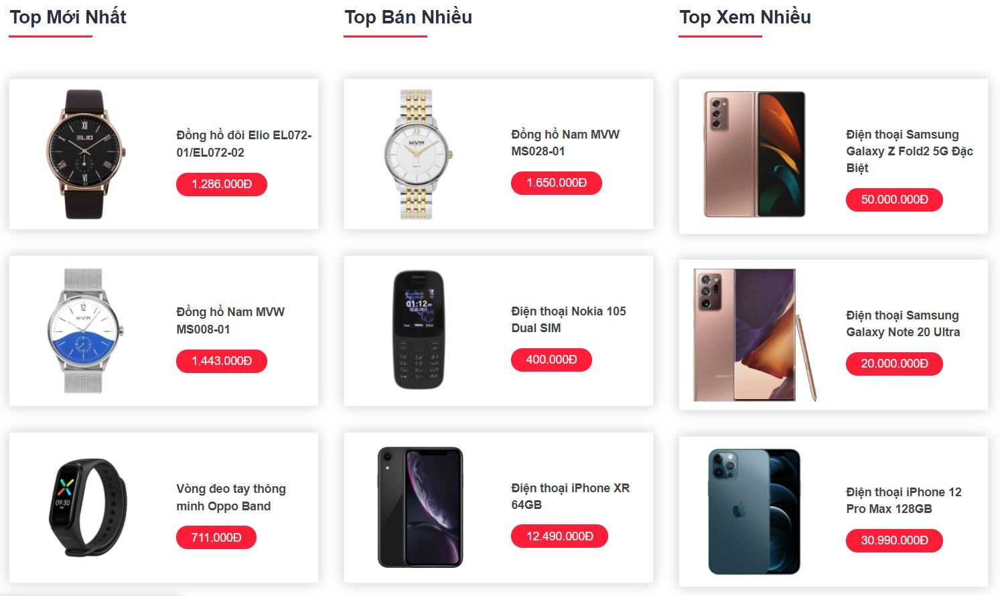 Top Mới Nhất
Đồng hồ đôi Elio EL072-
01/EL072-02
1.286.000Đ
ELIO
Đồng hồ Nam MVW
MS008-01
1.443.000Đ
12
MVW
Vòng đeo tay thông
minh Oppo Band
711.000Đ
09:30
Top Bán Nhiều
Đồng hồ Nam MVW
MS028-01
1.650.000Đ
MVW
Điện thoại Nokia 105
Dual SIM
400.000Đ
NOKIA
01:12
Menu
Điện thoại iPhone XR
64GB
12.490.000Đ
Top Xem Nhiều
Điện thoại Samsung
Galaxy Z Fold2 5G Đặc
Biệt
50.000.000Đ
Điện thoại Samsung
Galaxy Note 20 Ultra
20.000.000Đ
SAMSUNG
Điện thoại iPhone 12
Pro Max 128GB
30.990.000Đ